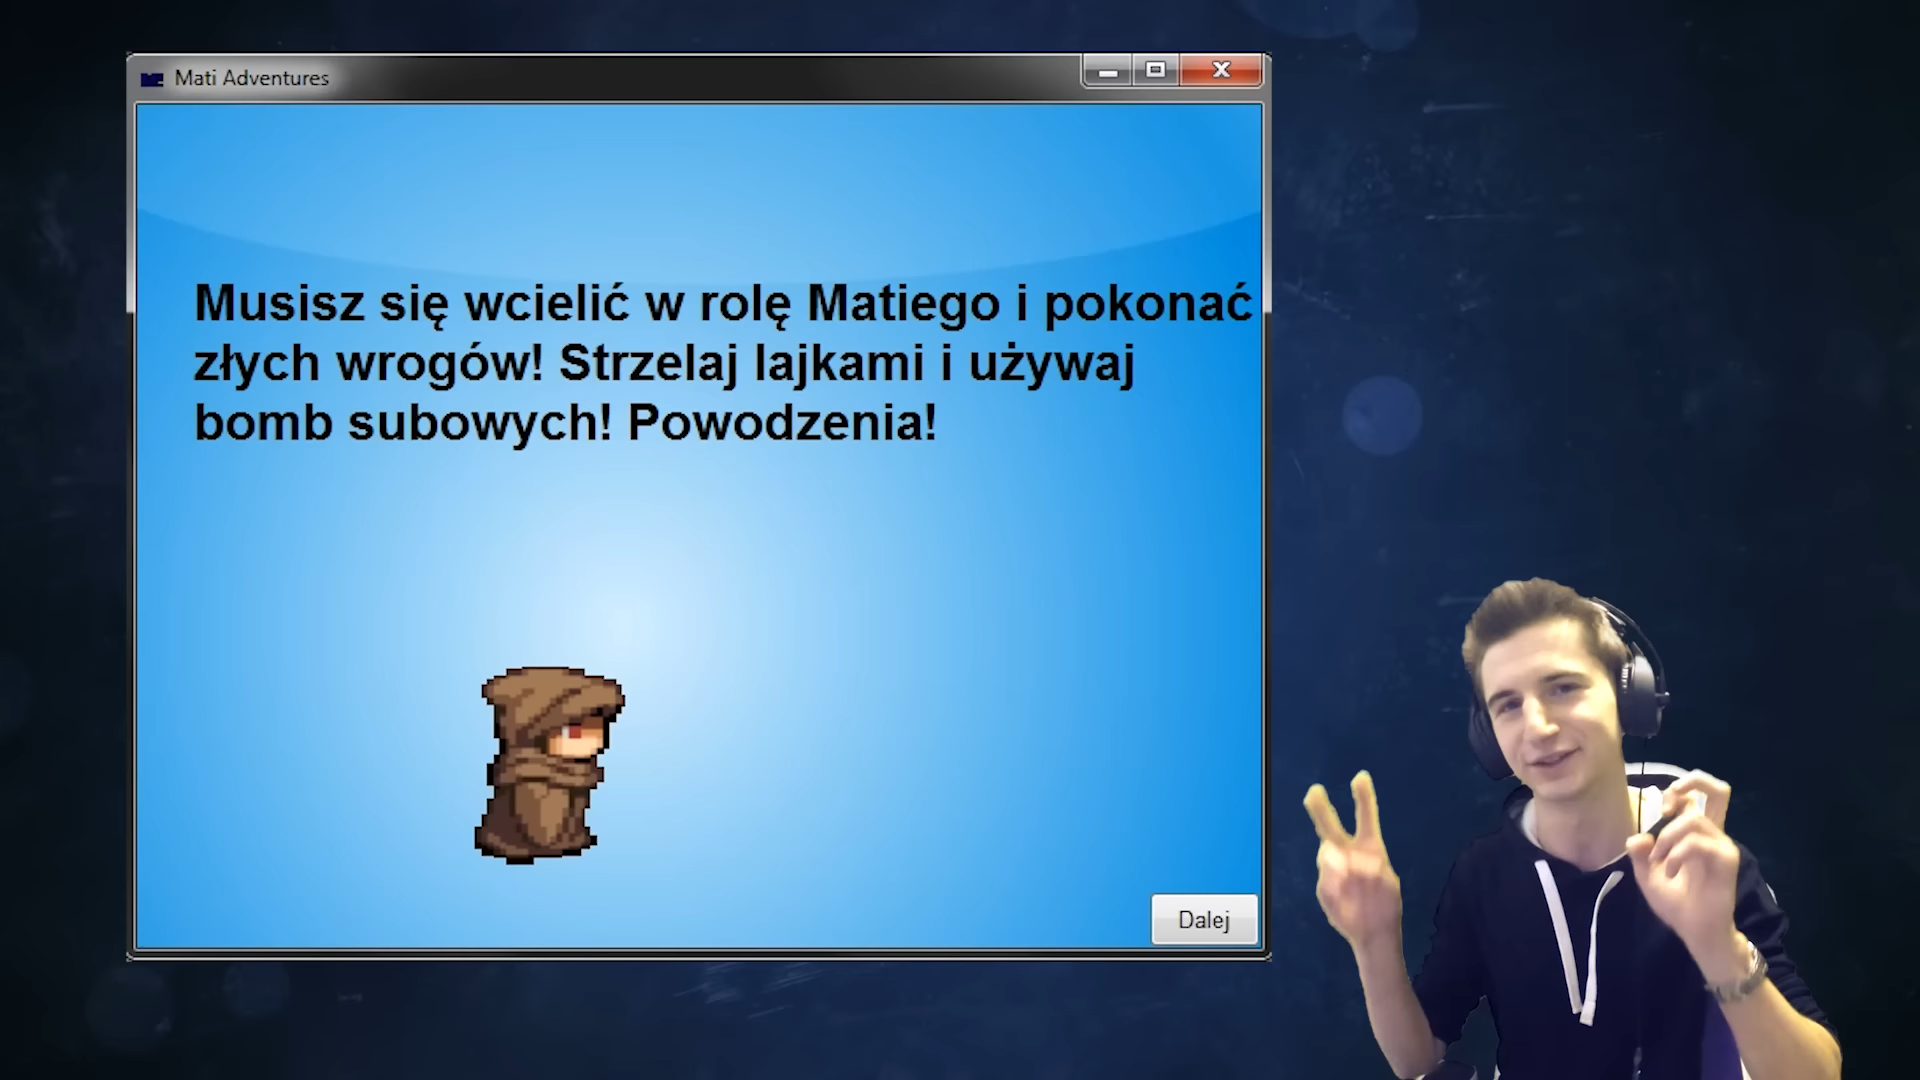 Mati Adventures
Musisz się wcielić w rolę Matiego i pokonać
złych wrogów! Strzelaj lajkami i używaj
bomb subowych! Powodzenia!
Dalej